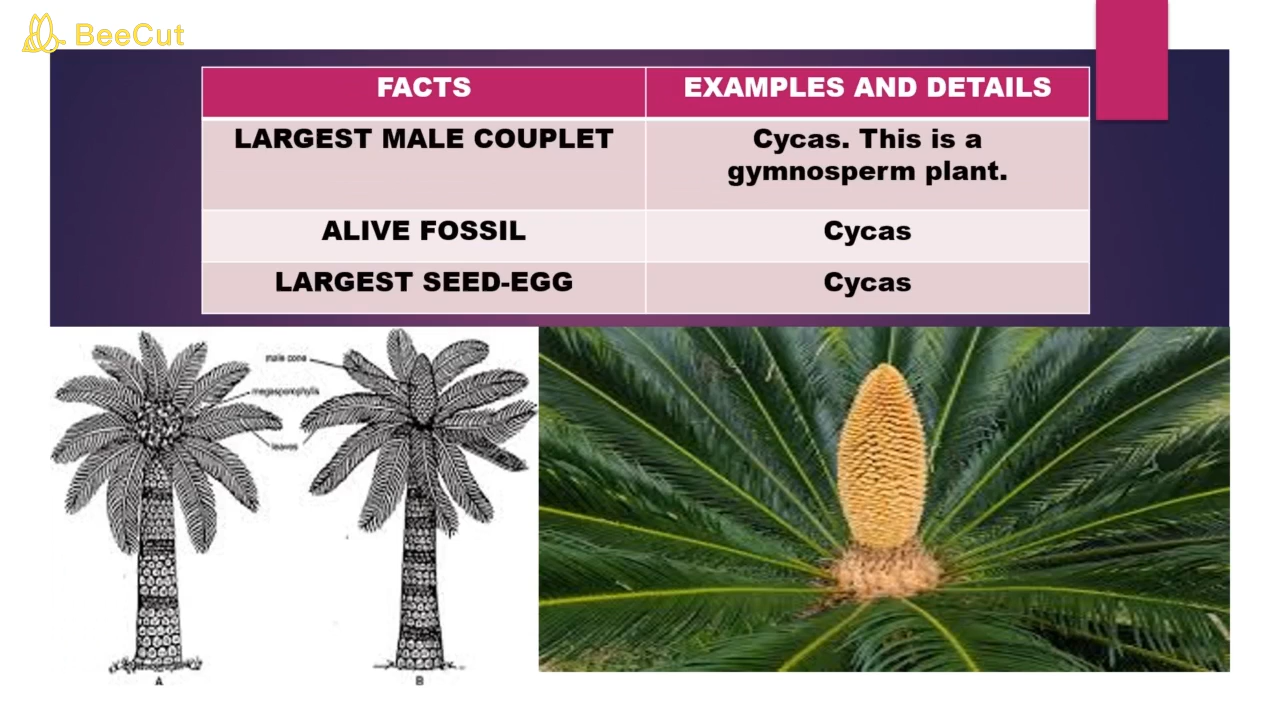 BeeCut
FACTS
EXAMPLES AND DETAILS
LARGEST MALE COUPLET
Cycas. This is a
gymnosperm plant.
ALIVE FOSSIL
Cycas
LARGEST SEED-EGG
Cycas
male cone
megasporophylls
leaves
A
B